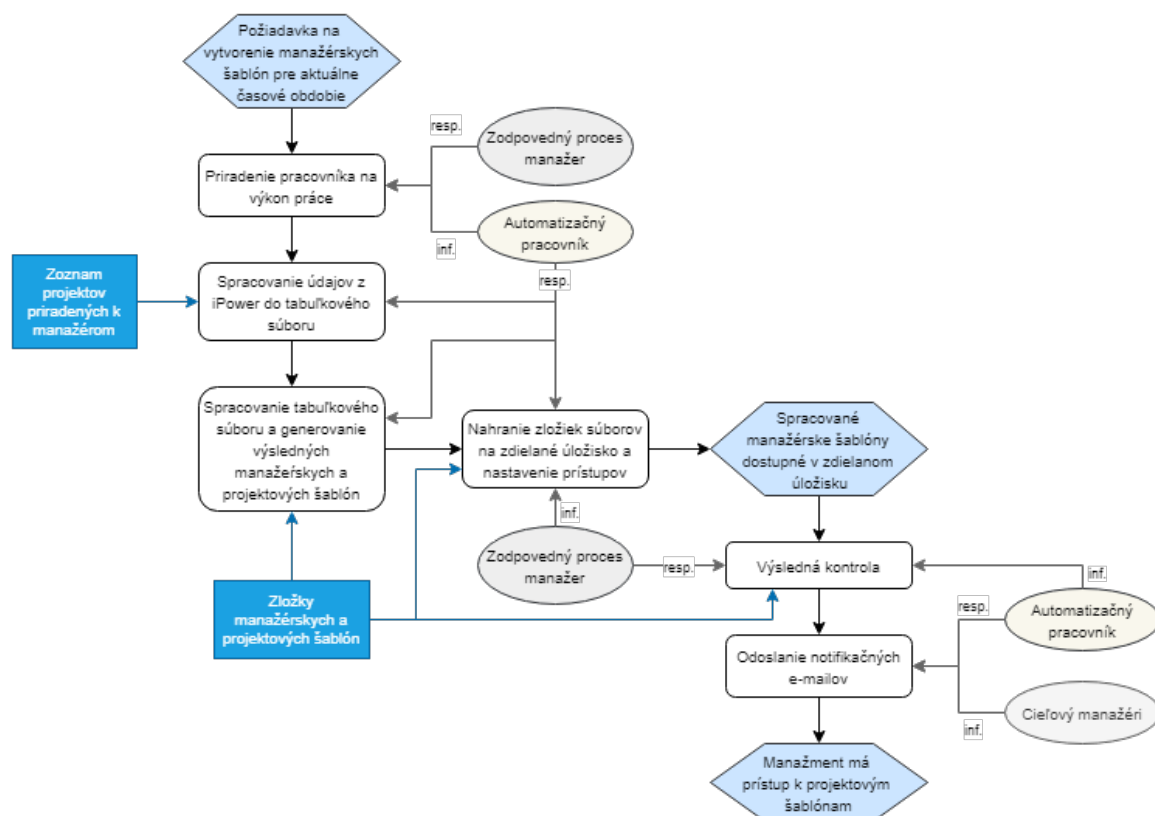 Požiadavka na
vytvorenie manažérskych
šablón pre aktuálne
časové obdobie
resp.
Zodpovedný proces
manažer
Priradenie pracovníka na
výkon práce
inf.
Automatizačný
pracovník
resp.
Zoznam
projektov
priradených k
manažérom
Spracovanie údajov z
iPower do tabuľkového
súboru
Spracovanie tabuľkového
súboru a generovanie
výsledných
manažeŕskych a
projektových šablón
Nahranie zložiek súborov
na zdielané úložisko a
nastavenie prístupov
Spracované
manažérske šablóny
dostupné v zdielanom
úložisku
inf.
Zodpovedný proces
manažer
resp.
Výsledná kontrola
inf.
Zložky
manažérskych a
projektových šablón
resp.
Automatizačný
pracovník
Odoslanie notifikačných
e-mailov
Cieľový manažéri
inf.
Manažment má
prístup k projektovým
šablónam